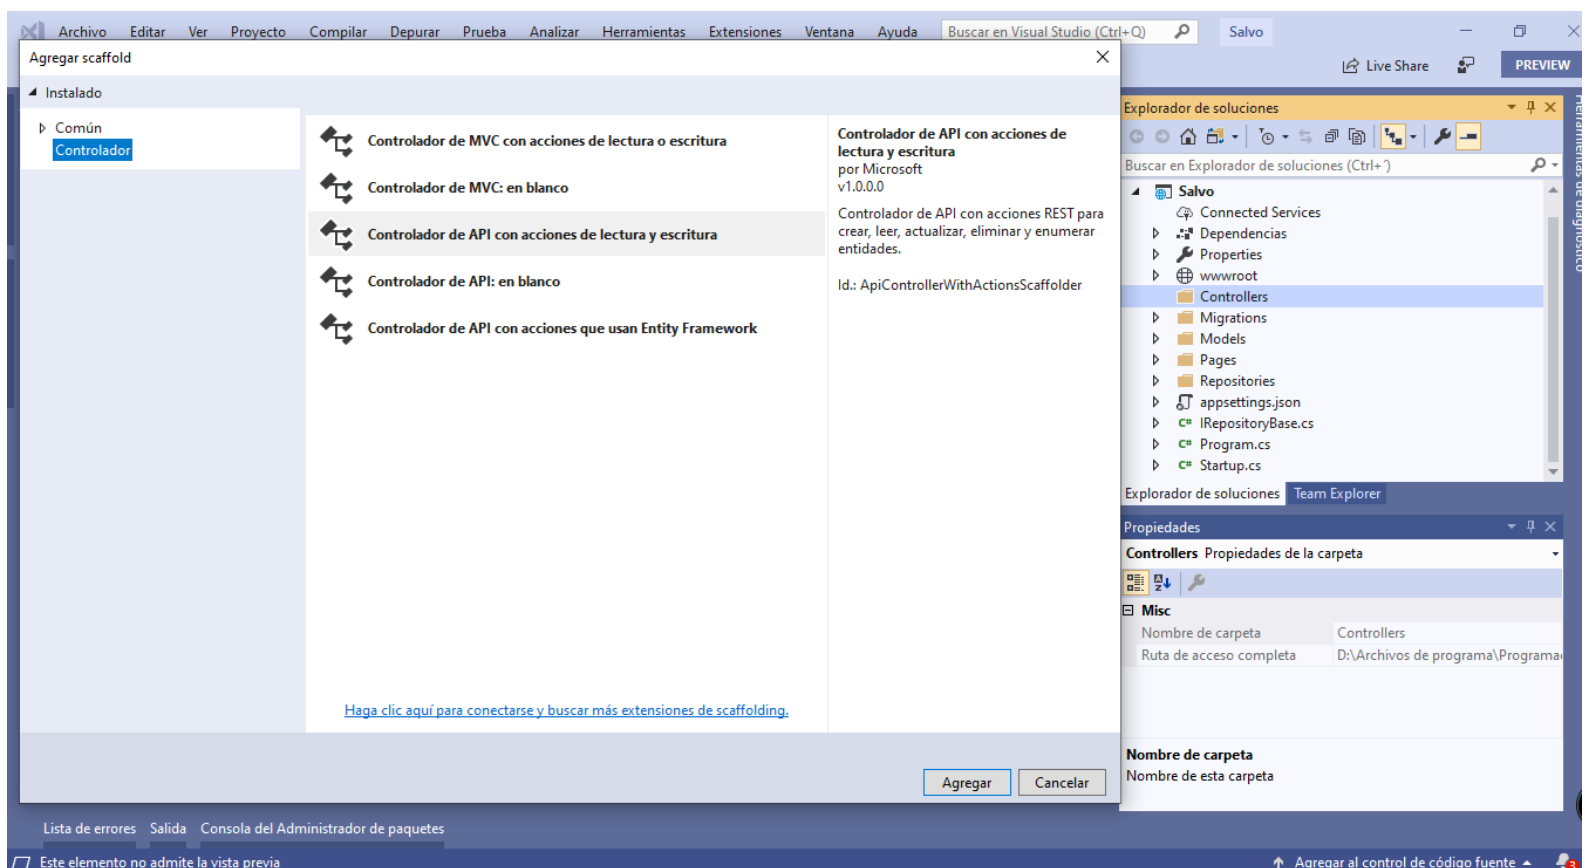 Archivo Editar Ver Proyecto Compilar Depurar Prueba Analizar Herramientas Extensiones Ventana Ayuda Buscar en Visual Studio (Ctrl+Q) Salvo
Live Share PREVIEW
Agregar scaffold
Instalado
Común
Controlador
Controlador de MVC con acciones de lectura o escritura
Controlador de MVC: en blanco
Controlador de API con acciones de lectura y escritura
Controlador de API: en blanco
Controlador de API con acciones que usan Entity Framework
Haga clic aquí para conectarse y buscar más extensiones de scaffolding.
Controlador de API con acciones de
lectura y escritura
por Microsoft
v1.0.0.0
Controlador de API con acciones REST para
crear, leer, actualizar, eliminar y enumerar
entidades.
Id.: ApiControllerWithActionsScaffolder
Agregar Cancelar
Explorador de soluciones
Buscar en Explorador de soluciones (Ctrl+´)
Salvo
Connected Services
Dependencias
Properties
wwwroot
Controllers
Migrations
Models
Pages
Repositories
appsettings.json
C# IRepositoryBase.cs
C# Program.cs
C# Startup.cs
Explorador de soluciones Team Explorer
Propiedades
Controllers Propiedades de la carpeta
Misc
Nombre de carpeta Controllers
Ruta de acceso completa D:\Archivos de programa\Programa
Nombre de carpeta
Nombre de esta carpeta
Herramientas de diagnóstico
Lista de errores Salida Consola del Administrador de paquetes
Este elemento no admite la vista previa
Agregar al control de código fuente 3